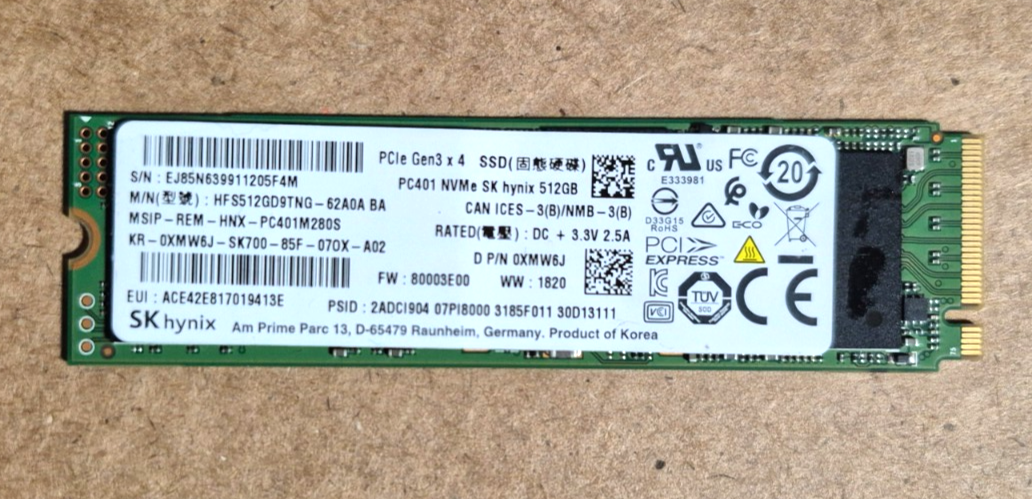 PCIe Gen3 x 4 SSD(固態硬碟)
S/N : EJ85N639911205F4M
PC401 NVMe SK hynix 512GB
M/N(型號) : HFS512GD9TNG-62A0A BA
CAN ICES-3(B)/NMB-3(B)
MSIP-REM-HNX-PC401M280S
RATED(電壓) : DC + 3.3V 2.5A
KR-0XMW6J-SK700-85F-07OX-A02
D P/N 0XMW6J
FW : 80003E00 WW : 1820
EUI : ACE42E817019413E
PSID : 2ADCI904 07PI8000 3185F011 30D13111
SK hynix Am Prime Parc 13, D-65479 Raunheim, Germany. Product of Korea
c RU US FC 20
E333981
D33G15
RoHS
ECO
PCI
EXPRESS
VCI
TÜV
30D
CE